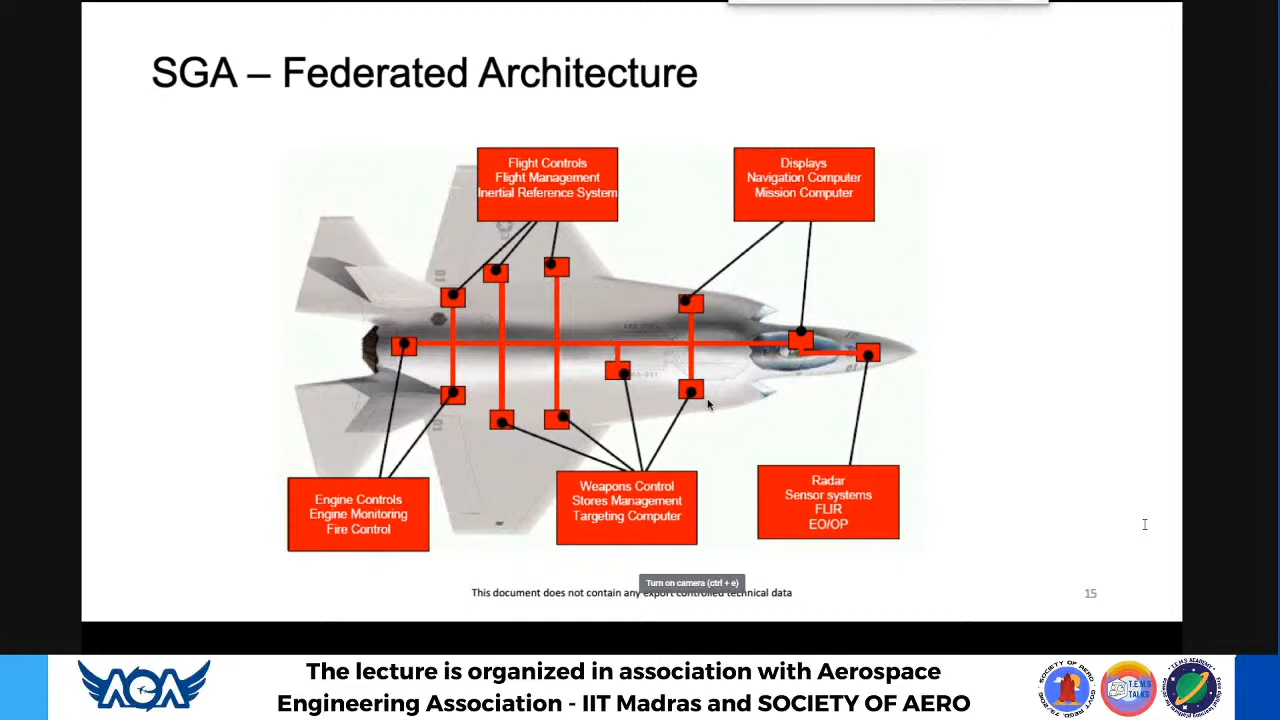 SGA – Federated Architecture
Flight Controls
Flight Management
Inertial Reference System
Displays
Navigation Computer
Mission Computer
Engine Controls
Engine Monitoring
Fire Control
Weapons Control
Stores Management
Targeting Computer
Radar
Sensor systems
FLIR
EO/OP
Turn on camera (ctrl + e)
This document does not contain any export controlled technical data
15
AQA
The lecture is organized in association with Aerospace
Engineering Association - IIT Madras and SOCIETY OF AERO
T.E.M.S
TALKS